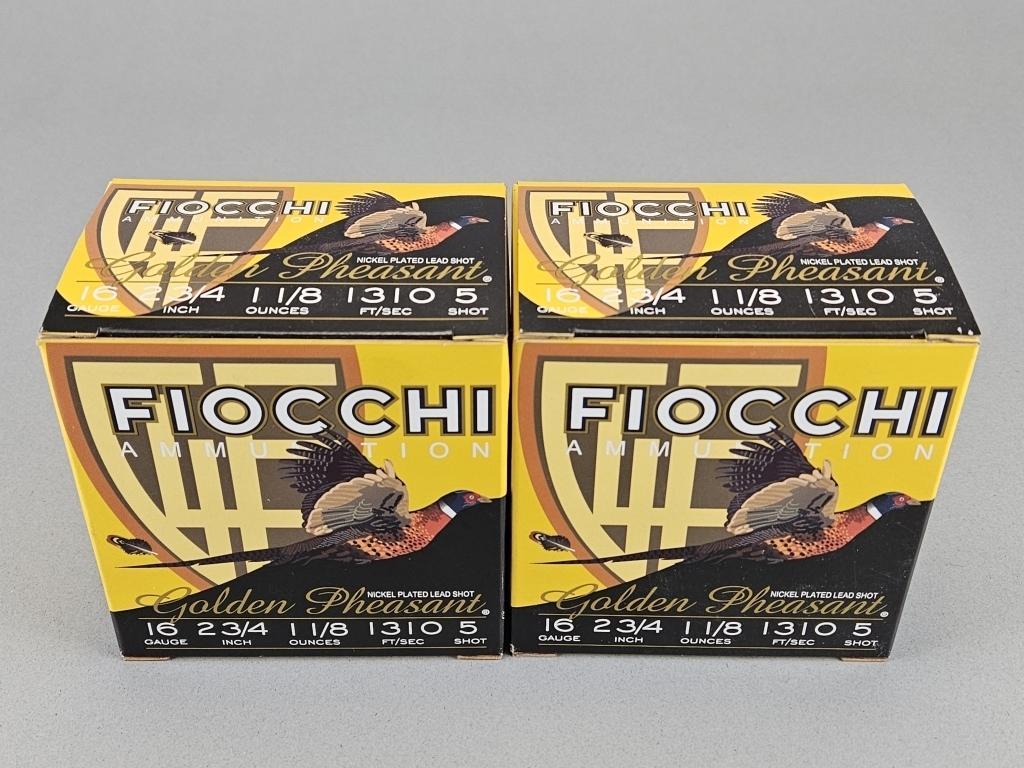 FIOCCHI
AMMUNITION
NICKEL PLATED LEAD SHOT
Golden Pheasant®
16 2 3/4 1 1/8 1310 5
GAUGE INCH OUNCES FT/SEC SHOT
FIOCCHI
AMMUNITION
NICKEL PLATED LEAD SHOT
Golden Pheasant®
16 2 3/4 1 1/8 1310 5
GAUGE INCH OUNCES FT/SEC SHOT
FIOCCHI
AMMUNITION
NICKEL PLATED LEAD SHOT
Golden Pheasant®
16 2 3/4 1 1/8 1310 5
GAUGE INCH OUNCES FT/SEC SHOT
FIOCCHI
AMMUNITION
NICKEL PLATED LEAD SHOT
Golden Pheasant®
16 2 3/4 1 1/8 1310 5
GAUGE INCH OUNCES FT/SEC SHOT